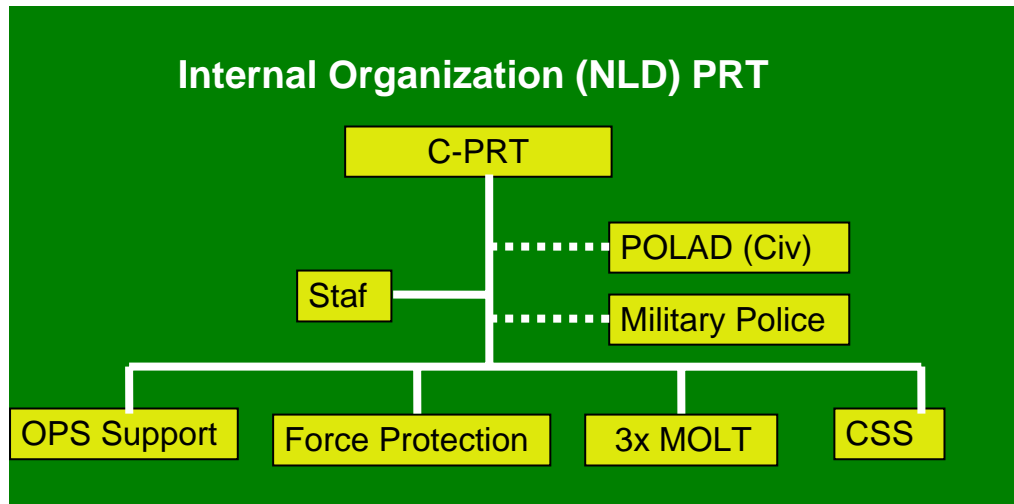 Internal Organization (NLD) PRT
C-PRT
POLAD (Civ)
Staf
Military Police
OPS Support
Force Protection
3x MOLT
CSS